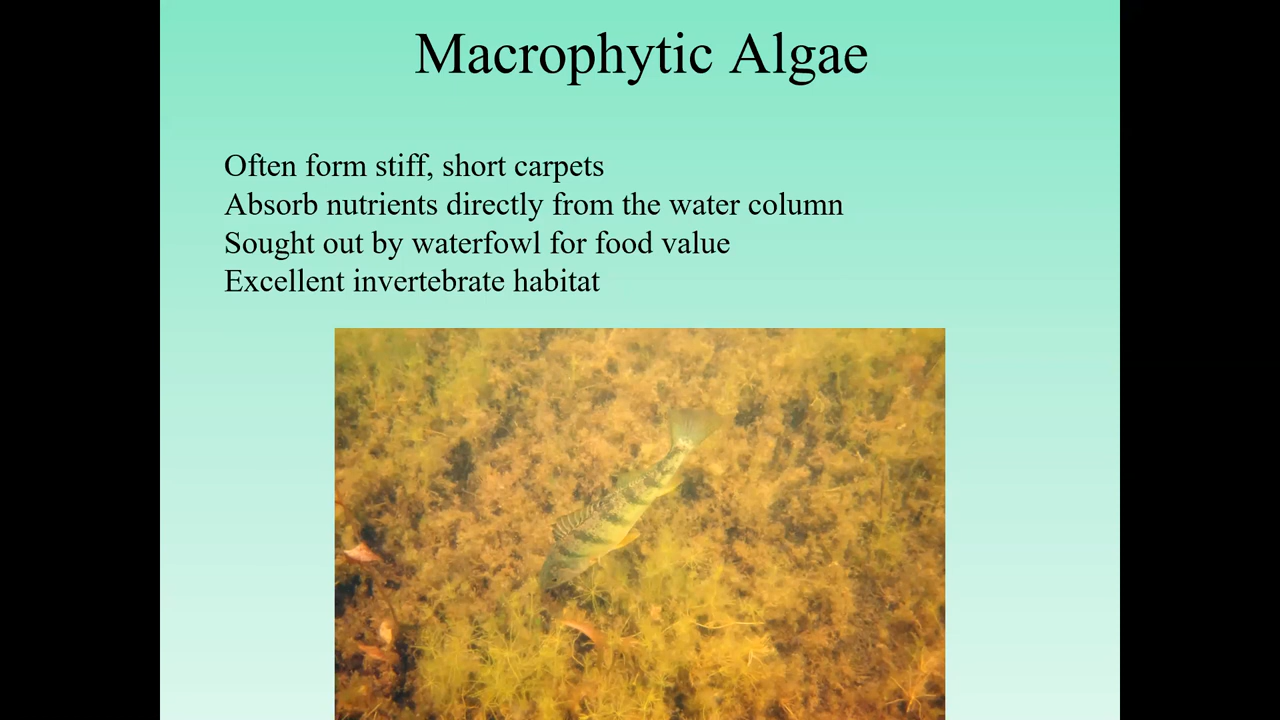 Macrophytic Algae
Often form stiff, short carpets
Absorb nutrients directly from the water column
Sought out by waterfowl for food value
Excellent invertebrate habitat